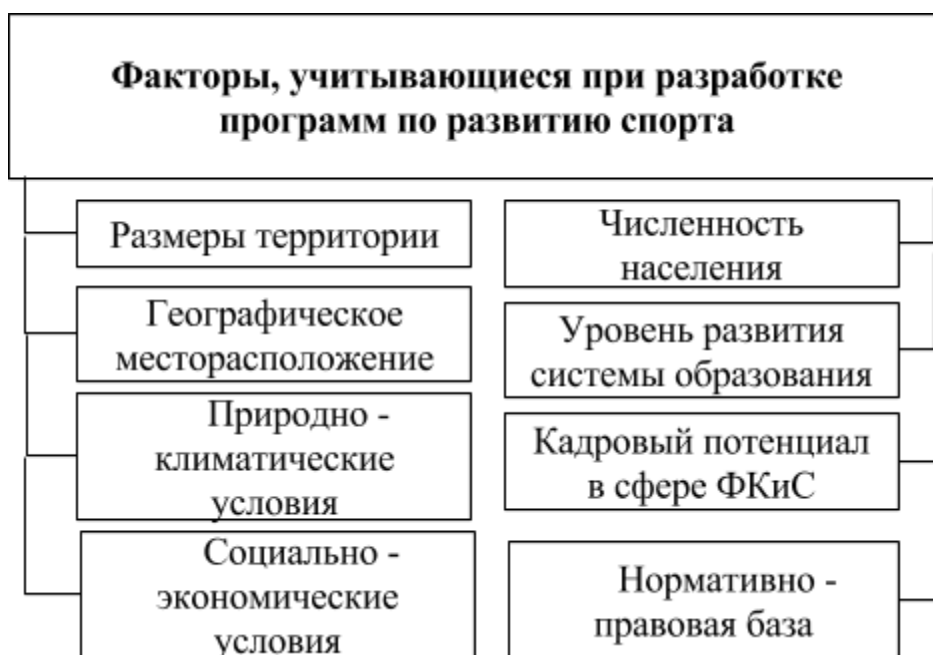 Факторы, учитывающиеся при разработке
программ по развитию спорта
Размеры территории
Географическое
месторасположение
Природно -
климатические
условия
Социально -
экономические
условия
Численность
населения
Уровень развития
системы образования
Кадровый потенциал
в сфере ФКиС
Нормативно -
правовая база